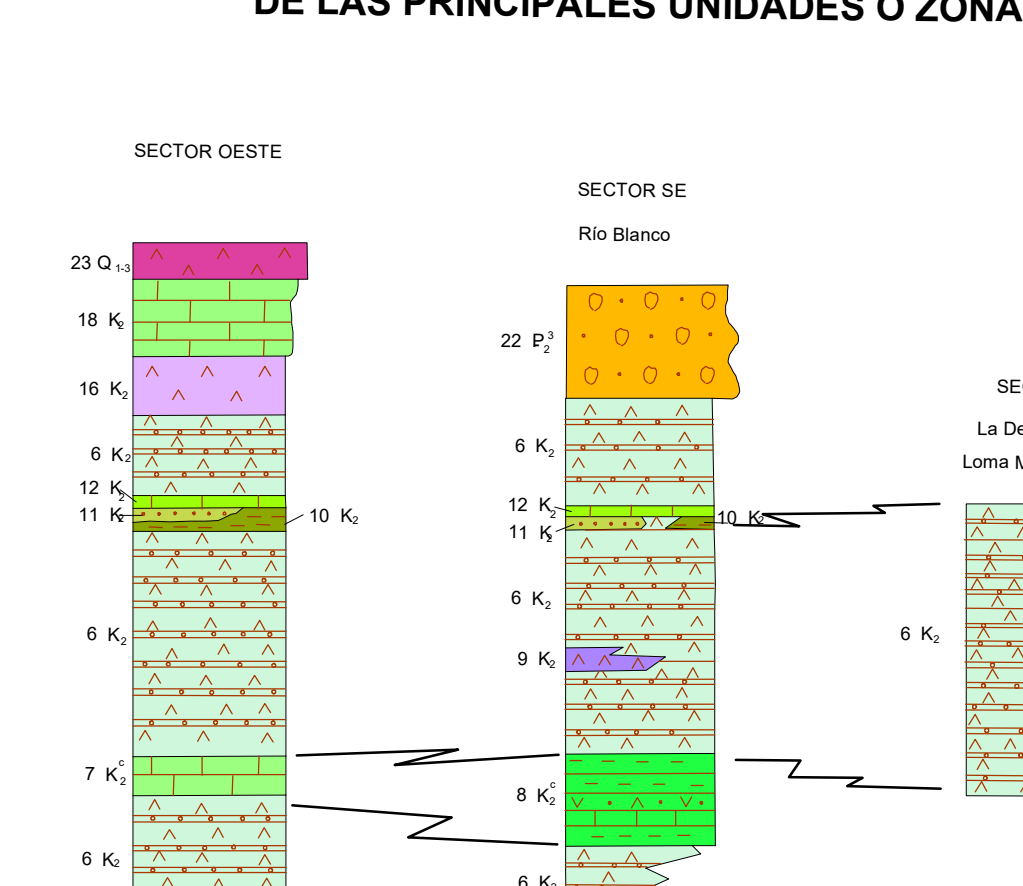 DE LAS PRINCIPALES UNIDADES O ZONA
SECTOR OESTE
23 Q 1-3
18 K2
16 K2
6 K2
12 K2
11 K2
10 K2
6 K2
7 K2 c
6 K2
SECTOR SE
Río Blanco
22 P2 3
6 K2
12 K2
11 K2
10 K2
6 K2
9 K2
8 K2 c
6 K2
SE
La De
Loma M
6 K2